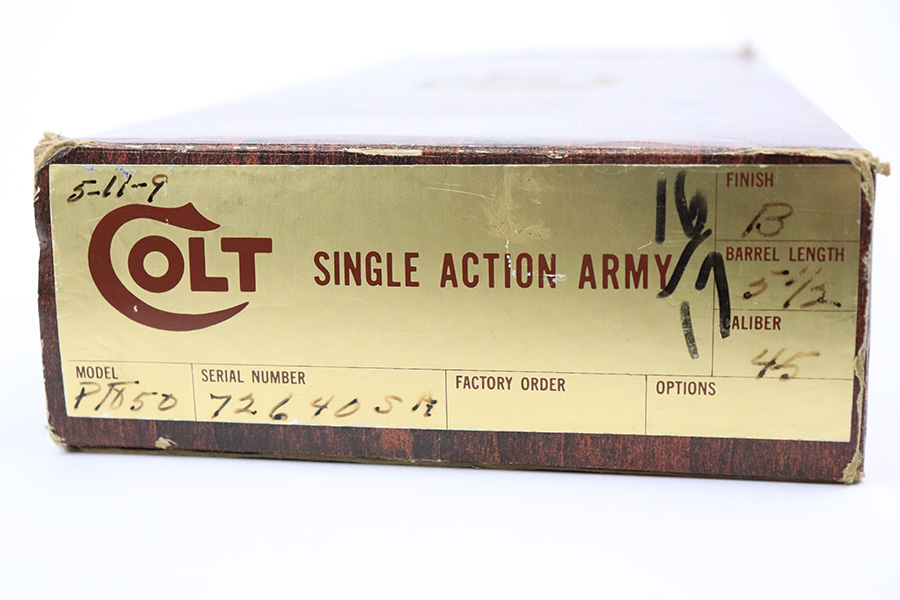 5-11-9
COLT
SINGLE ACTION ARMY
16/17
FINISH
B
BARREL LENGTH
5 1/2
CALIBER
45
MODEL
P1850
SERIAL NUMBER
72640SA
FACTORY ORDER
OPTIONS